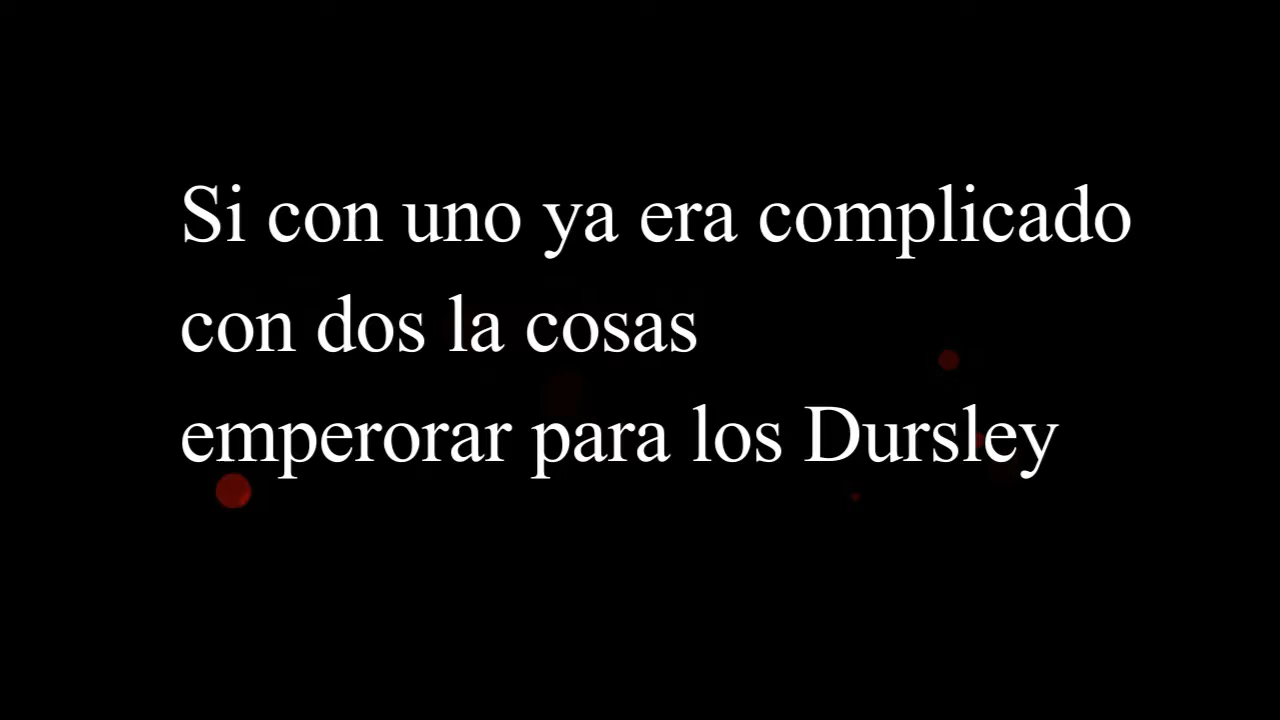 Si con uno ya era complicado
con dos la cosas
emperorar para los Dursley